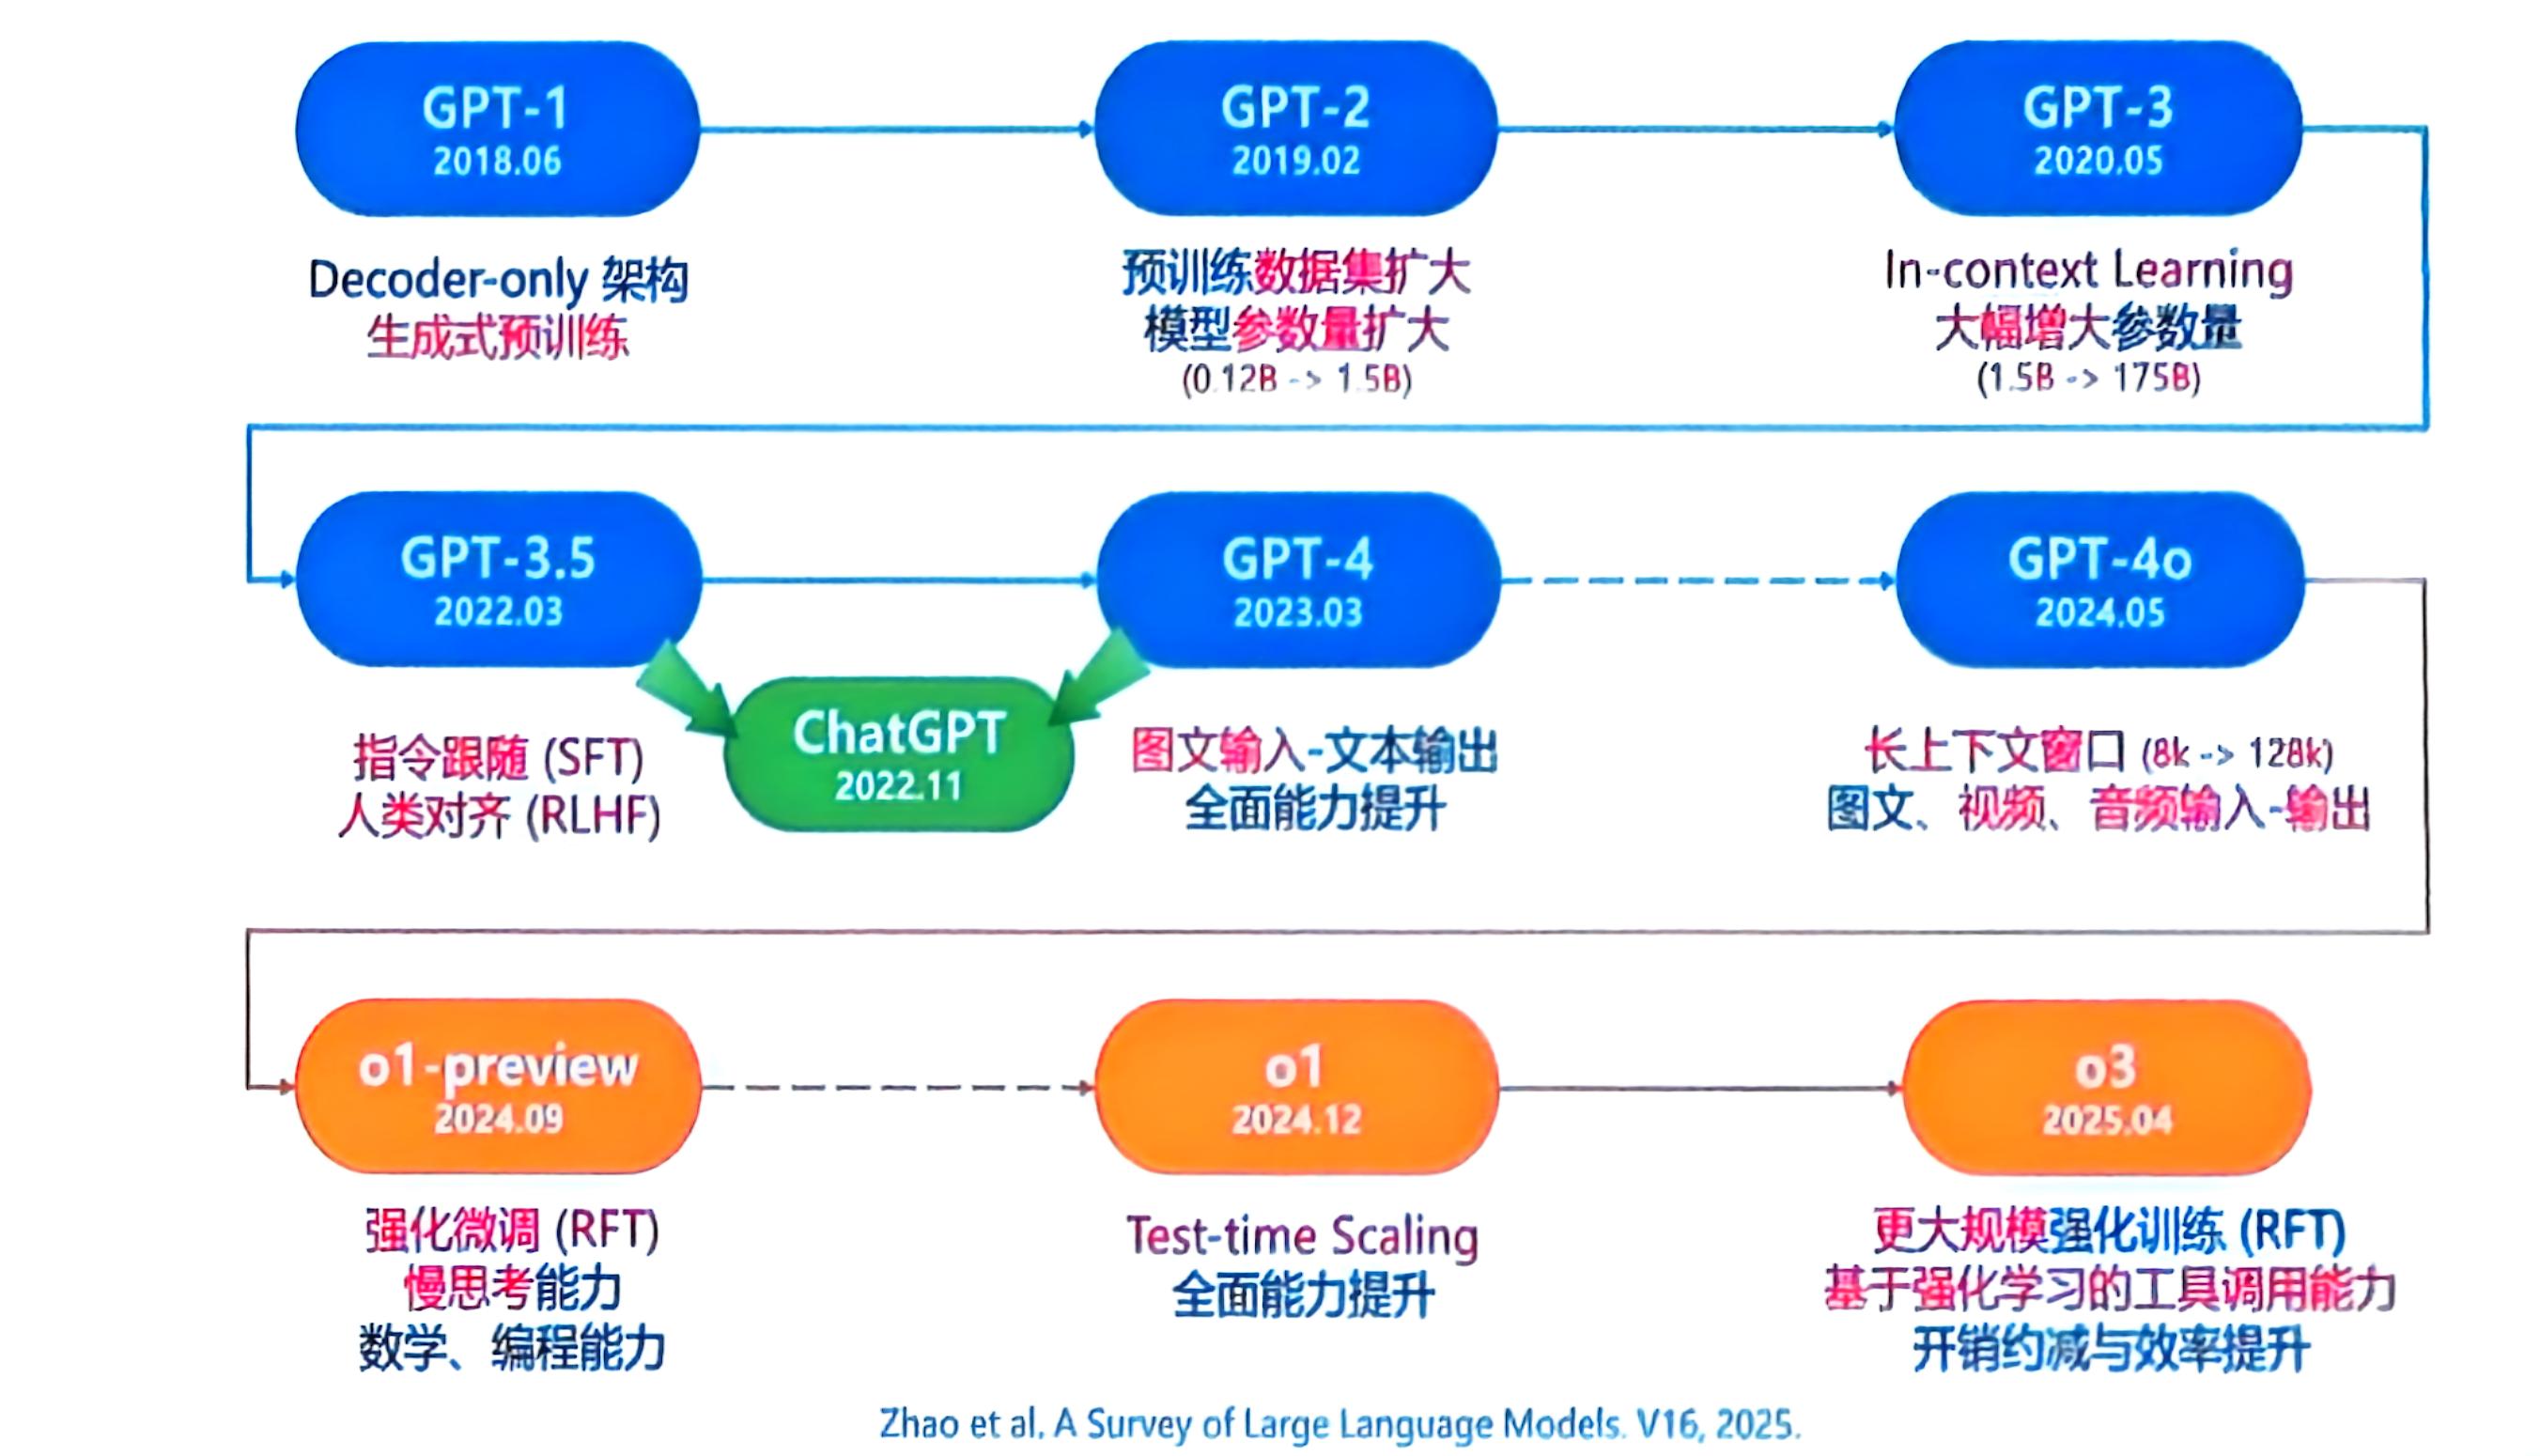 GPT-1
2018.06
GPT-2
2019.02
GPT-3
2020.05
Decoder-only 架构
生成式预训练
预训练数据集扩大
模型参数量扩大
(0.12B -> 1.5B)
In-context Learning
大幅增大参数量
(1.5B -> 175B)
GPT-3.5
2022.03
GPT-4
2023.03
GPT-4o
2024.05
指令跟随 (SFT)
人类对齐 (RLHF)
ChatGPT
2022.11
图文输入-文本输出
全面能力提升
长上下文窗口 (8k -> 128k)
图文、视频、音频输入-输出
o1-preview
2024.09
o1
2024.12
o3
2025.04
强化微调 (RFT)
慢思考能力
数学、编程能力
Test-time Scaling
全面能力提升
更大规模强化训练 (RFT)
基于强化学习的工具调用能力
开销约减与效率提升
Zhao et al. A Survey of Large Language Models. V16, 2025.